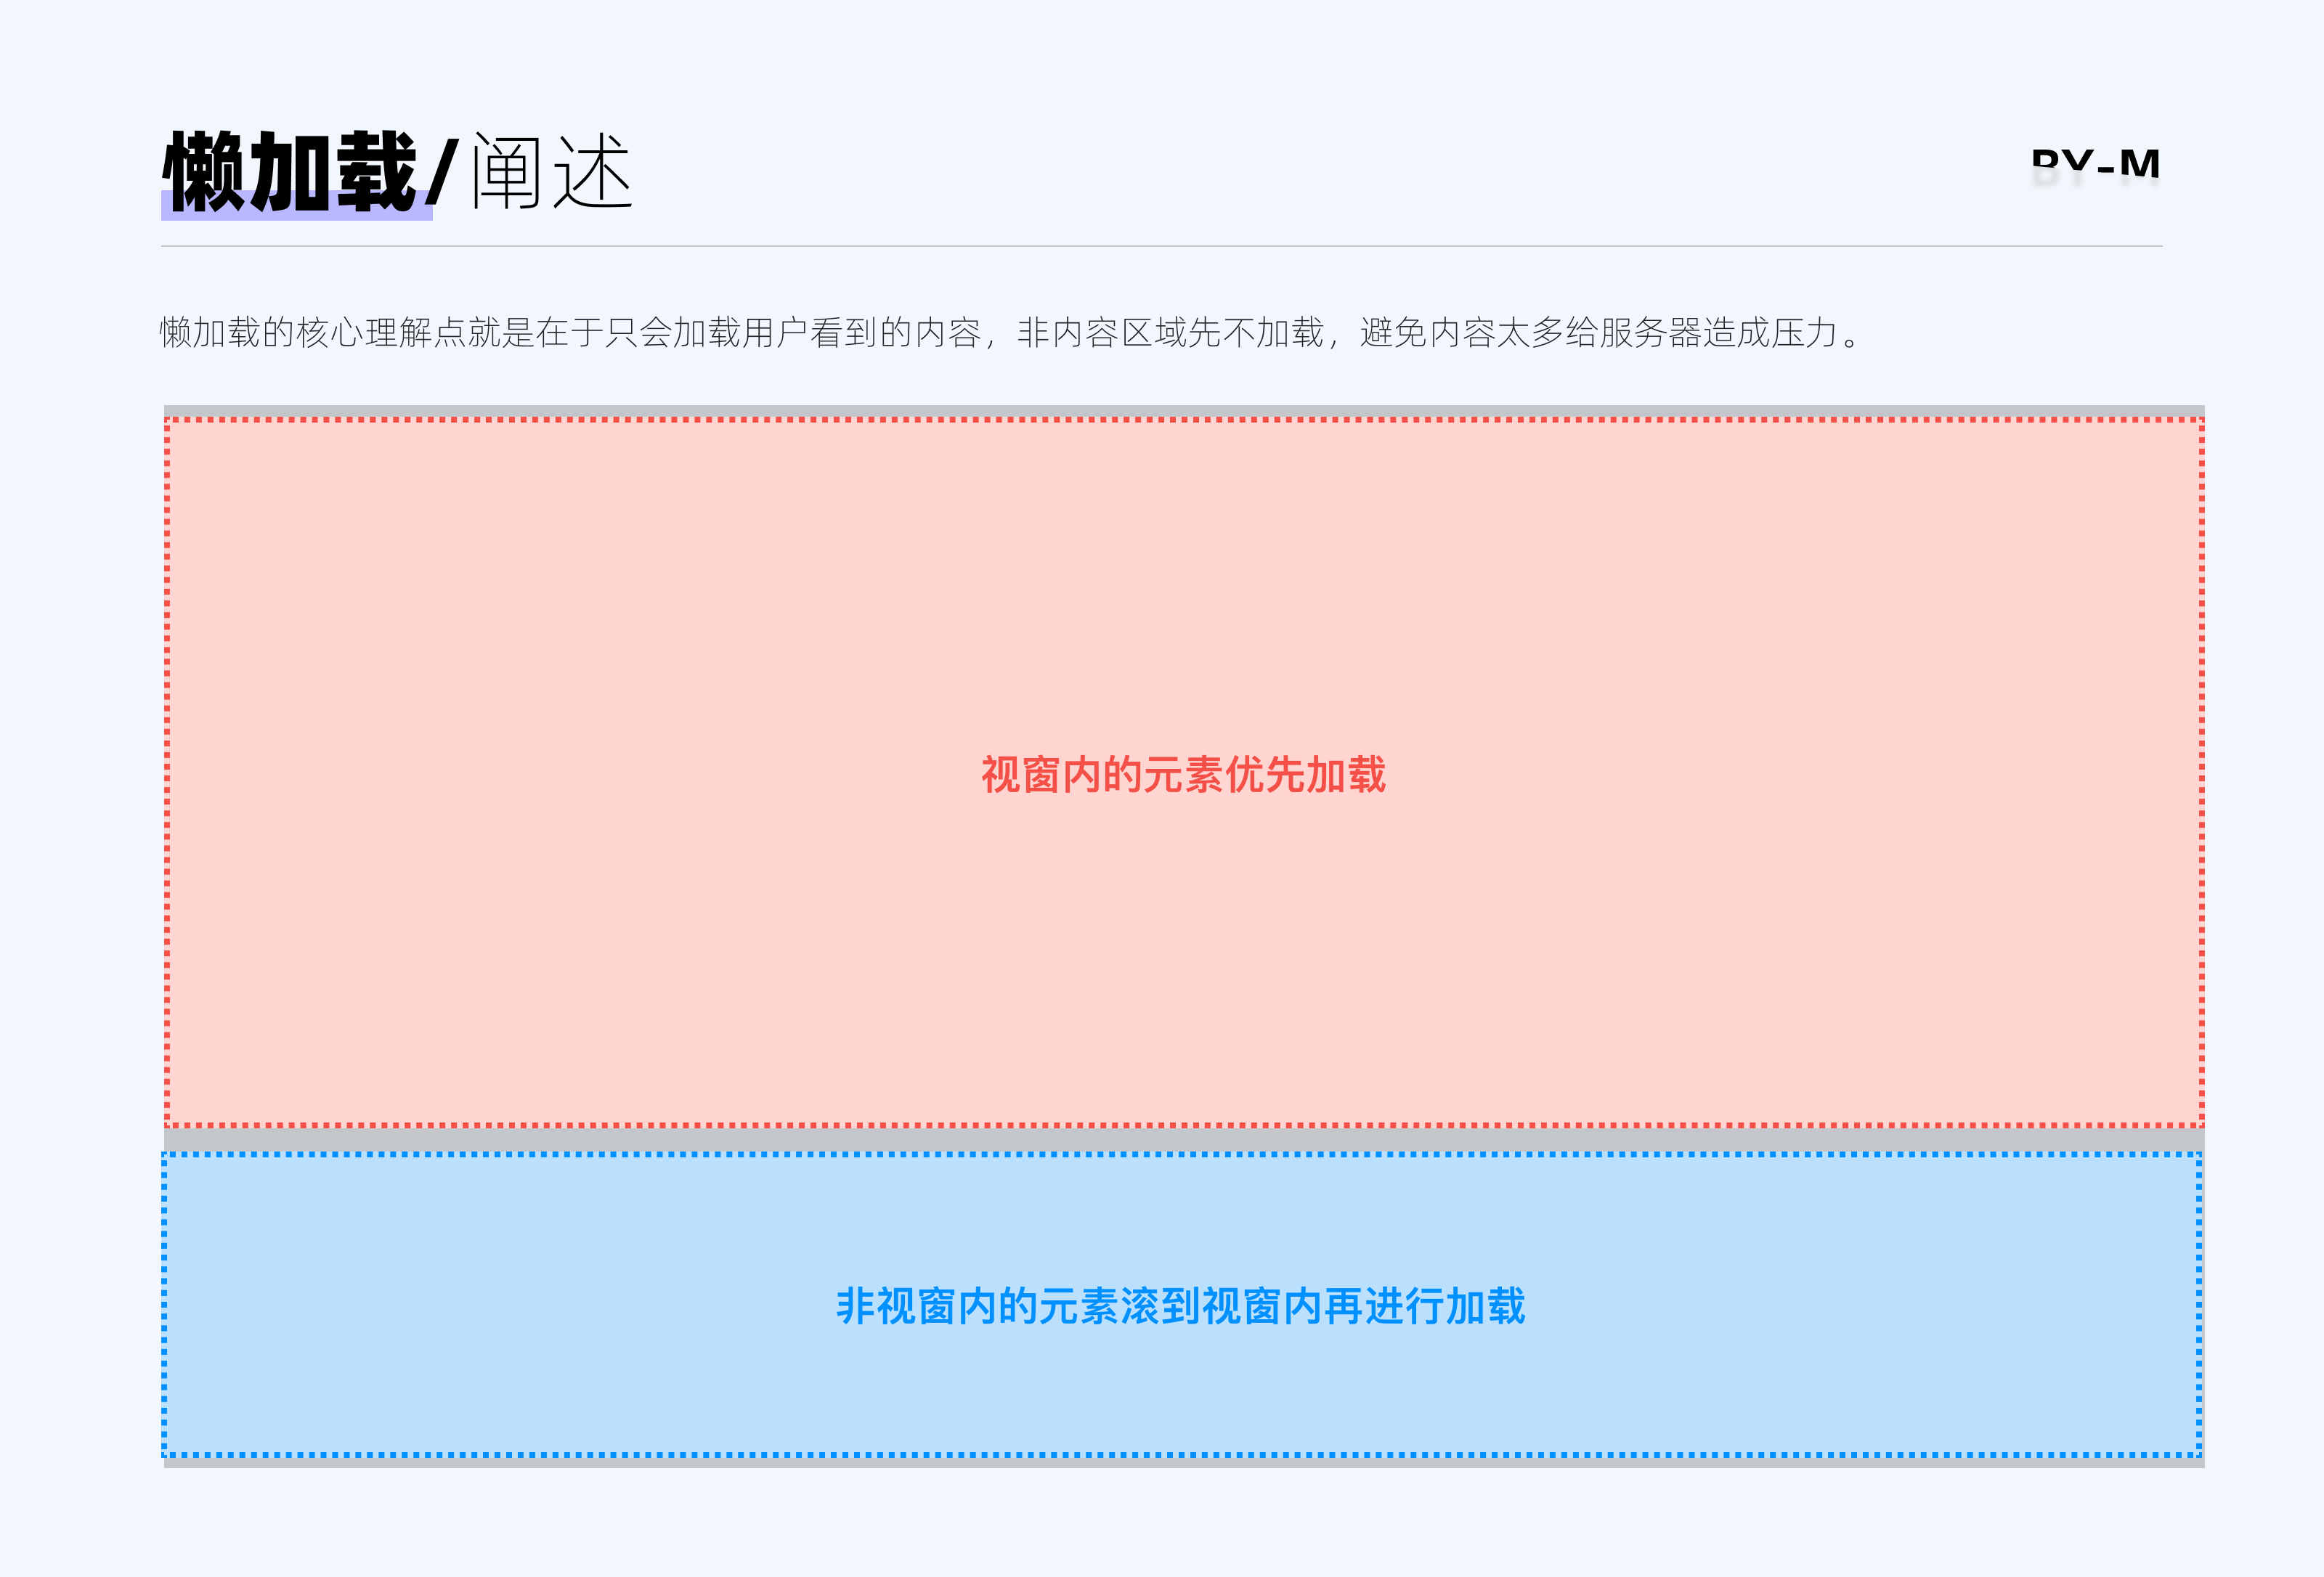 懒加载/阐述
BY-M
懒加载的核心理解点就是在于只会加载用户看到的内容，非内容区域先不加载，避免内容太多给服务器造成压力。
视窗内的元素优先加载
非视窗内的元素滚到视窗内再进行加载